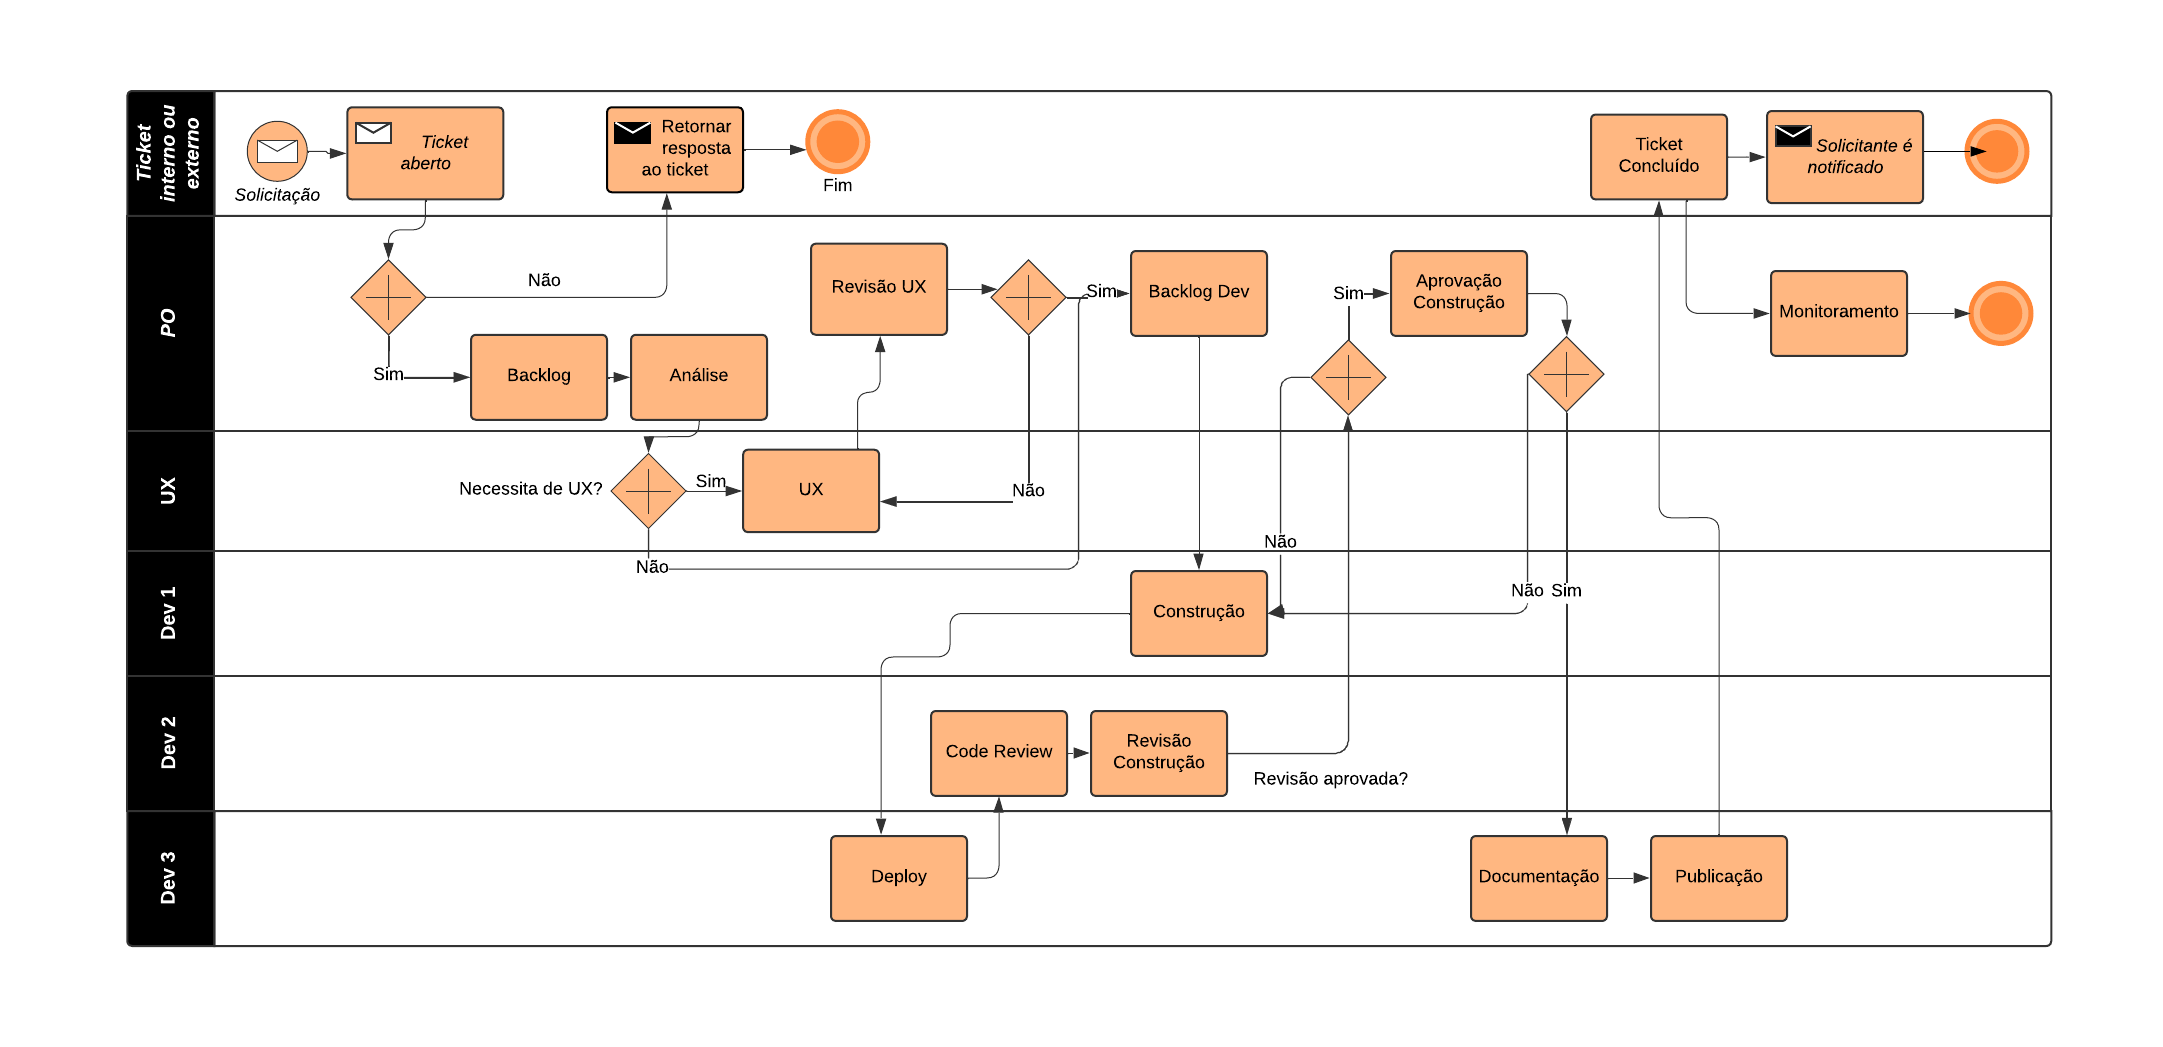 Ticket
interno ou
externo
Solicitação
Ticket
aberto
Retornar
resposta
ao ticket
Fim
Ticket
Concluído
Solicitante é
notificado
PO
Não
Sim
Backlog
Análise
Revisão UX
Sim
Backlog Dev
Sim
Aprovação
Construção
Monitoramento
UX
Necessita de UX?
Sim
UX
Não
Não
Dev 1
Não
Construção
Não
Sim
Dev 2
Code Review
Revisão
Construção
Revisão aprovada?
Dev 3
Deploy
Documentação
Publicação